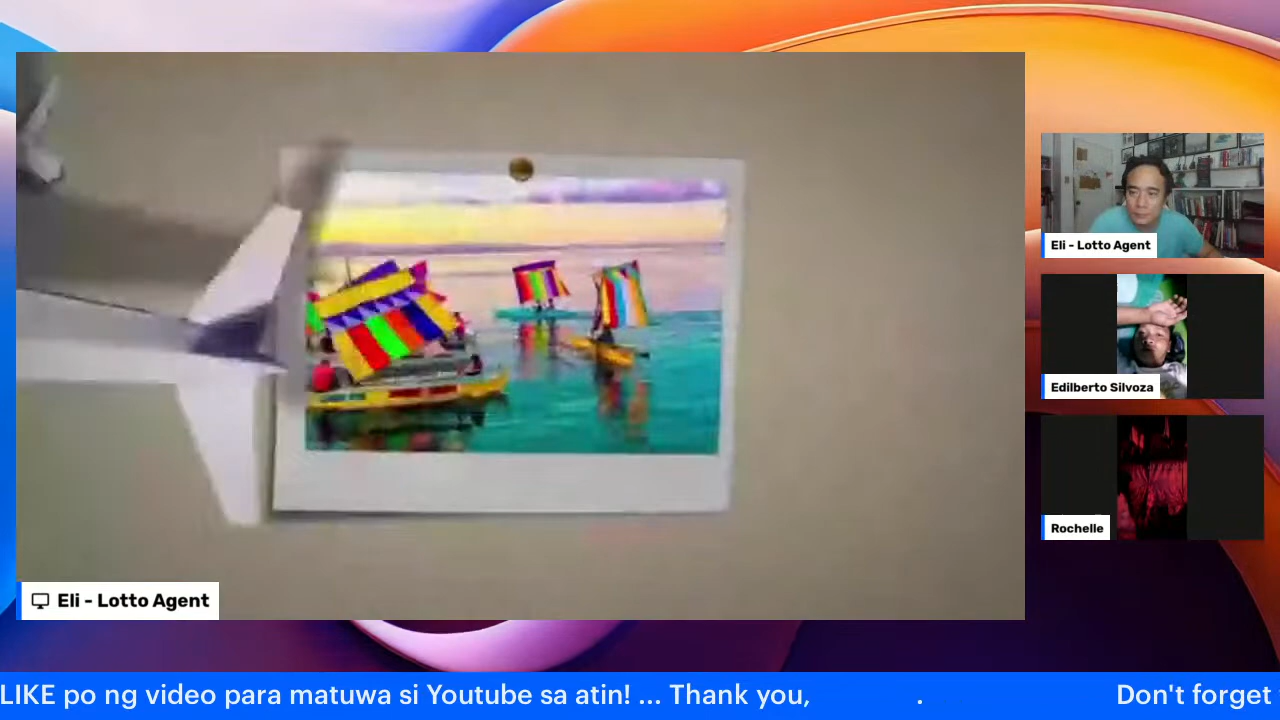 Eli - Lotto Agent
Edilberto Silvoza
Rochelle
Eli - Lotto Agent
LIKE po ng video para matuwa si Youtube sa atin! ... Thank you, . Don't forget